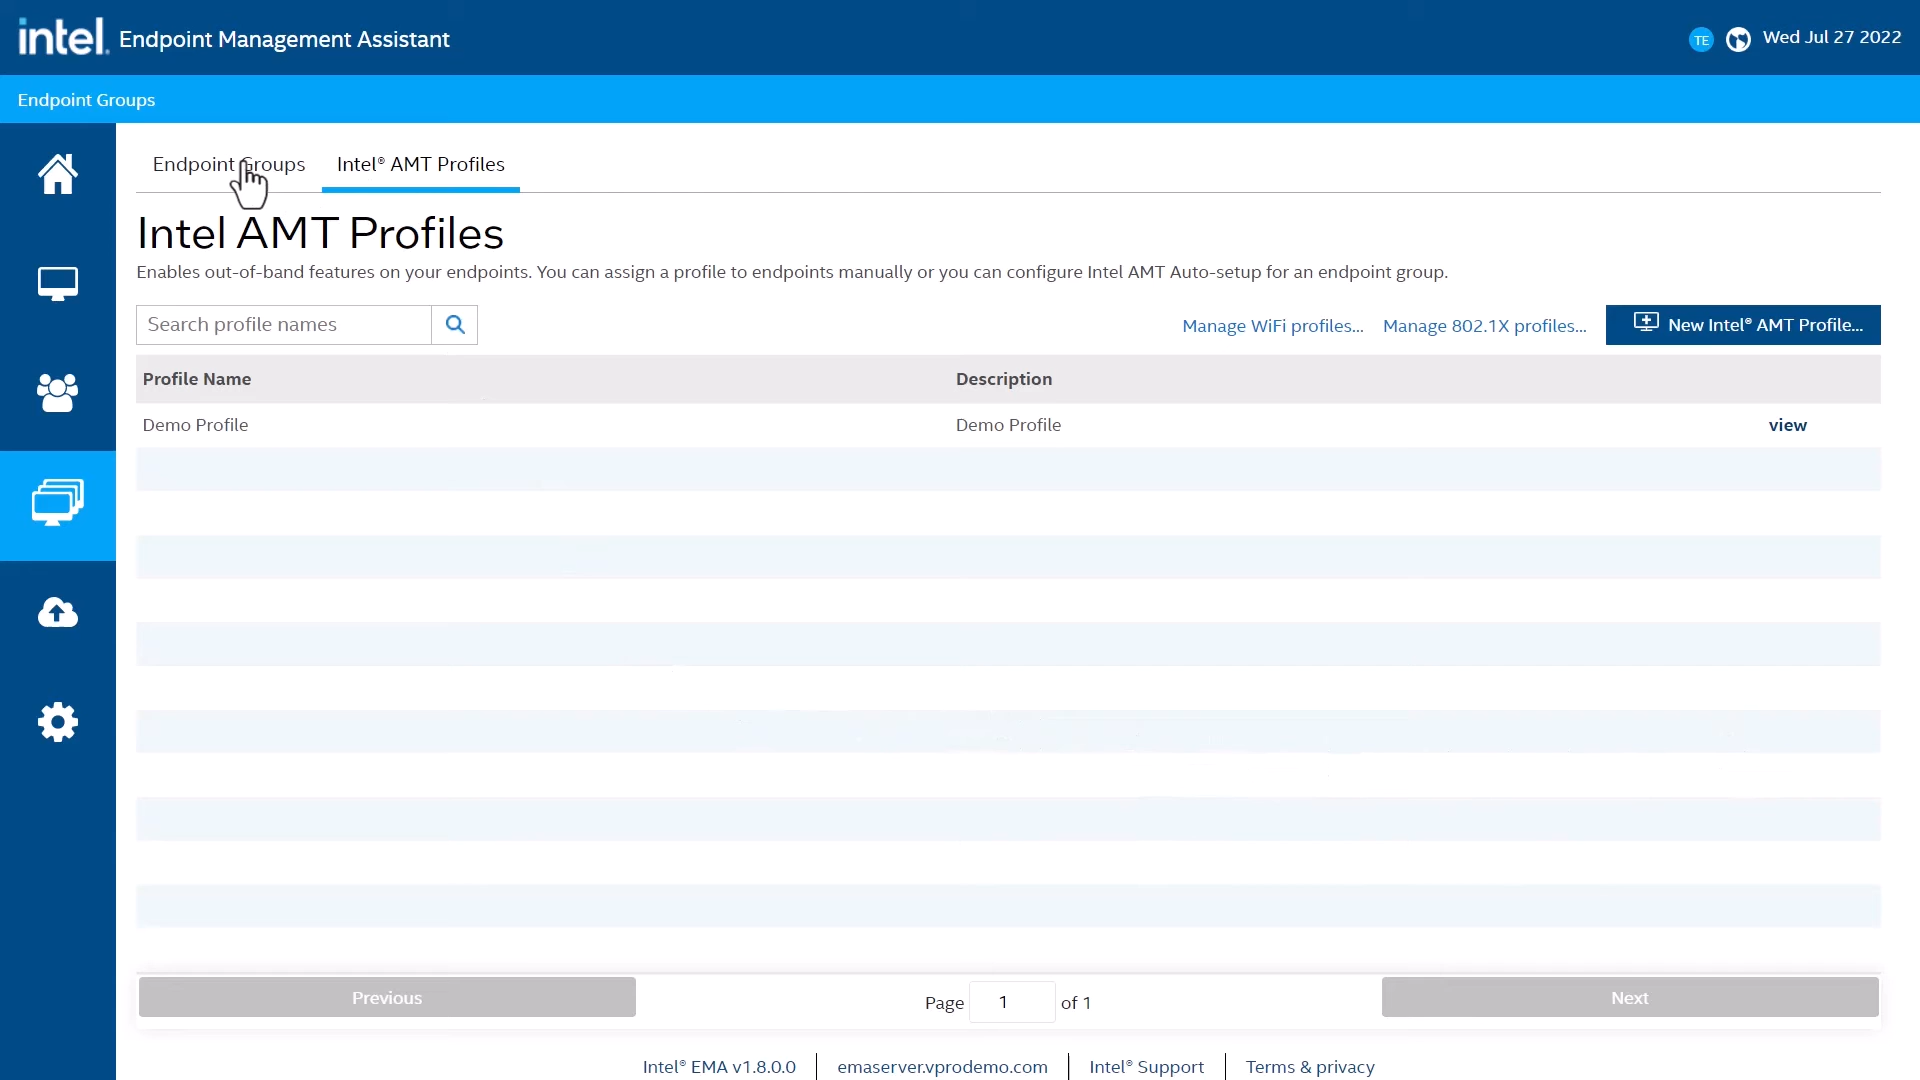 intel. Endpoint Management Assistant
TE Wed Jul 27 2022
Endpoint Groups
Endpoint Groups Intel® AMT Profiles
Intel AMT Profiles
Enables out-of-band features on your endpoints. You can assign a profile to endpoints manually or you can configure Intel AMT Auto-setup for an endpoint group.
Search profile names Manage WiFi profiles... Manage 802.1X profiles... New Intel® AMT Profile...
Profile Name Description
Demo Profile Demo Profile view
Previous Page 1 of 1 Next
Intel® EMA v1.8.0.0 emaserver.vprodemo.com Intel® Support Terms & privacy